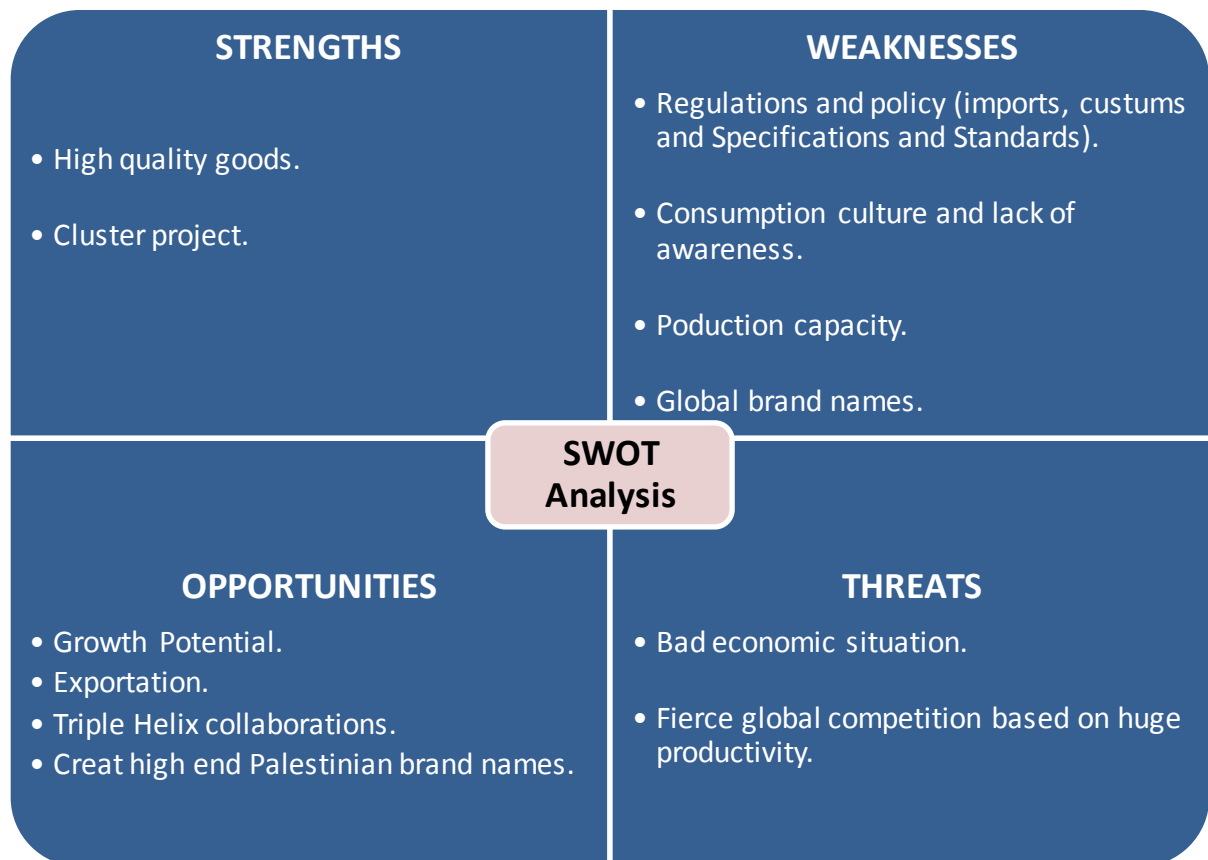 STRENGTHS
• High quality goods.
• Cluster project.
WEAKNESSES
• Regulations and policy (imports, custums
and Specifications and Standards).
• Consumption culture and lack of
awareness.
• Poduction capacity.
• Global brand names.
SWOT
Analysis
OPPORTUNITIES
• Growth Potential.
• Exportation.
• Triple Helix collaborations.
• Creat high end Palestinian brand names.
THREATS
• Bad economic situation.
• Fierce global competition based on huge
productivity.